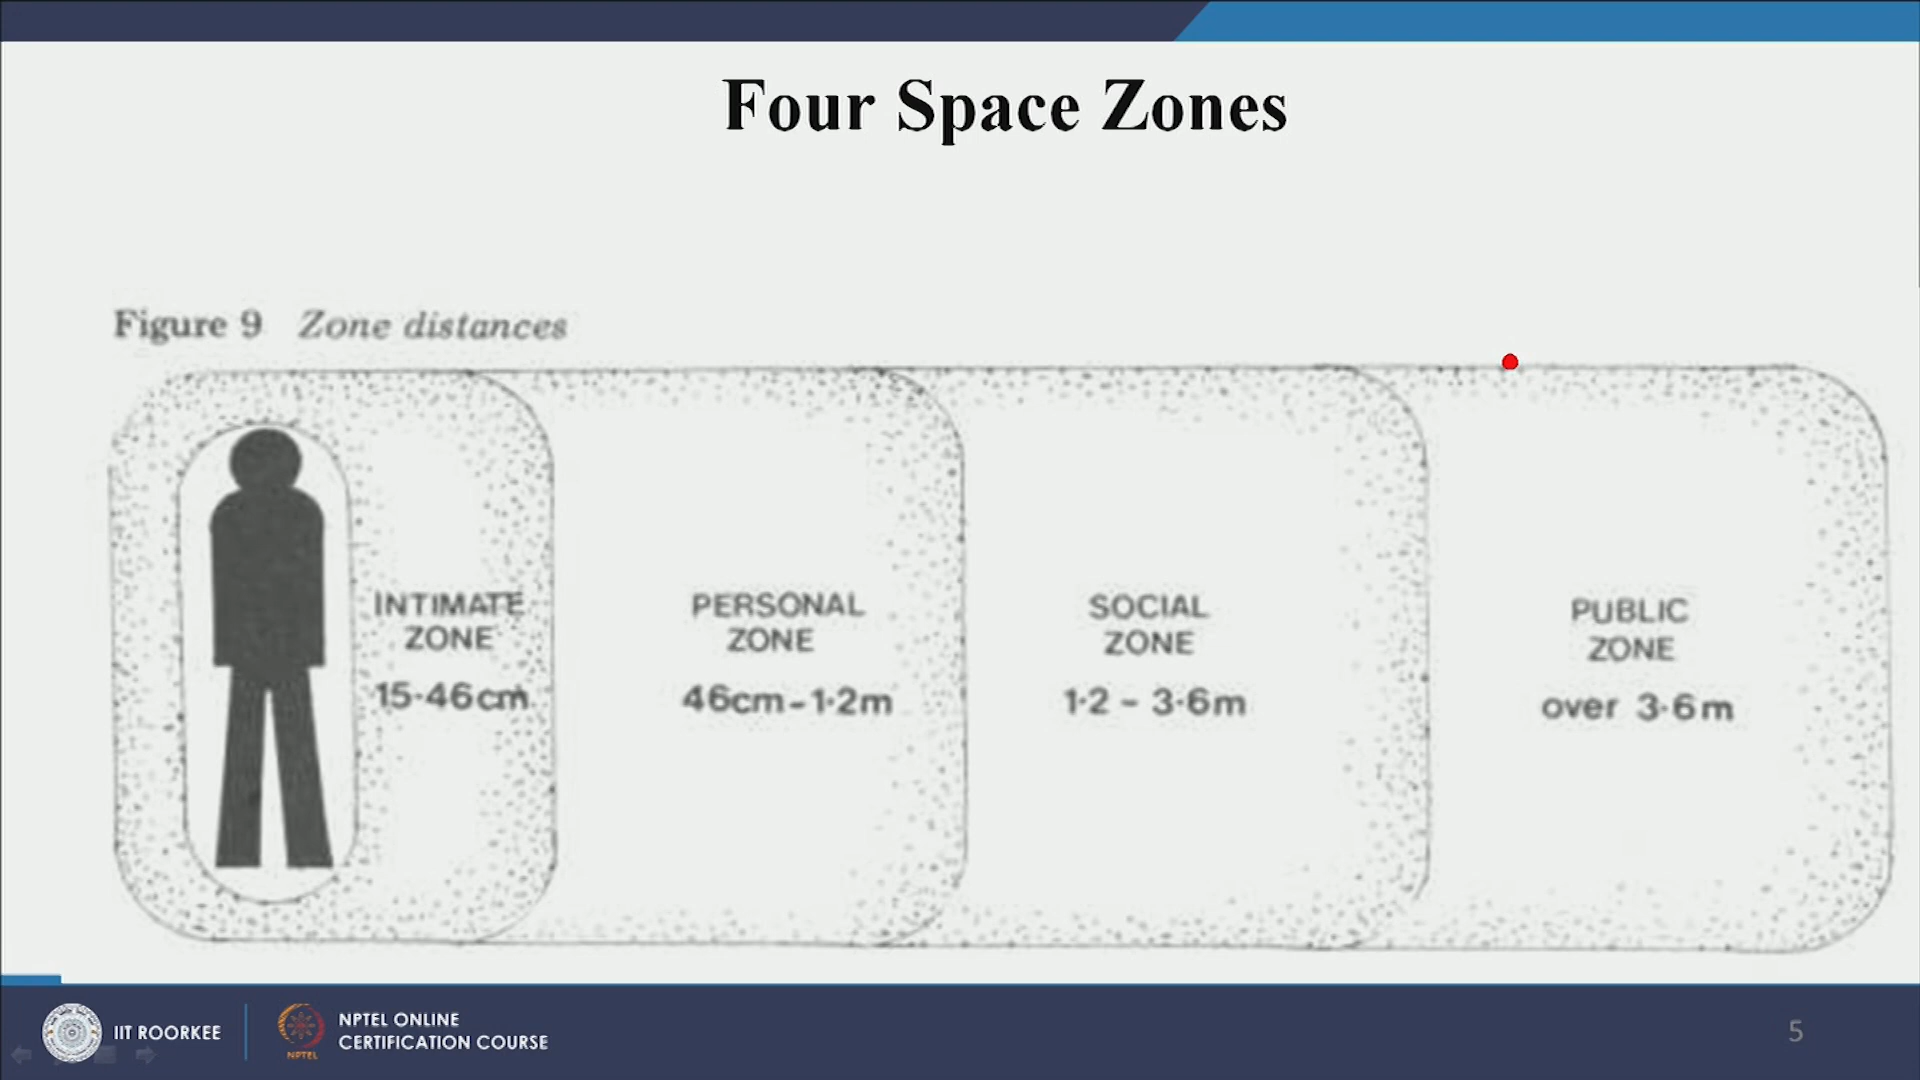 Four Space Zones
Figure 9 Zone distances
INTIMATE
ZONE
15·46cm
PERSONAL
ZONE
46cm-1·2m
SOCIAL
ZONE
1·2 - 3·6m
PUBLIC
ZONE
over 3·6m
IIT ROORKEE
NPTEL
NPTEL ONLINE
CERTIFICATION COURSE
5